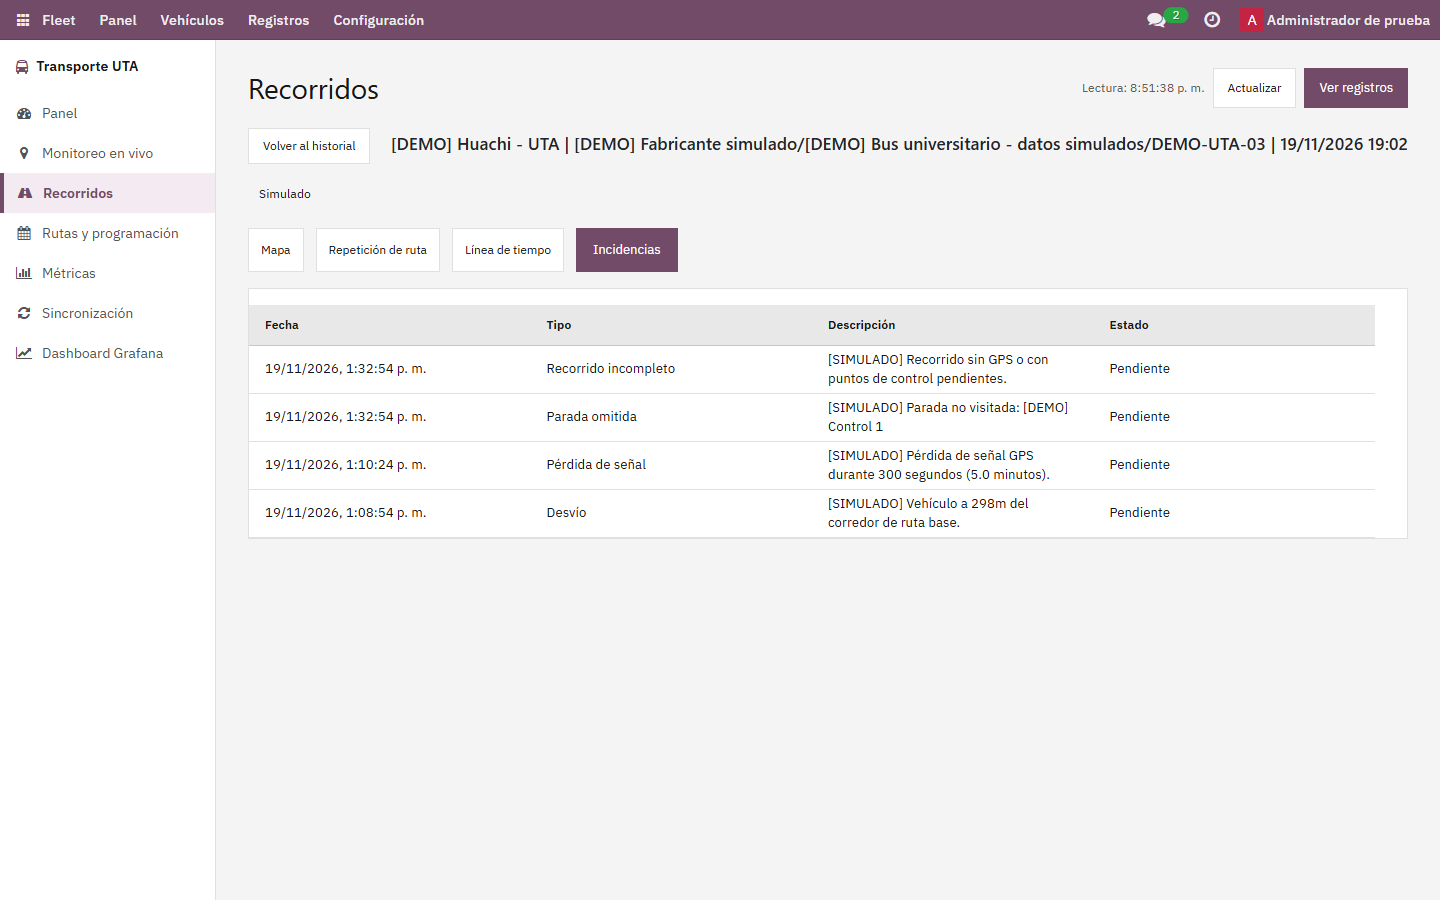 Fleet Panel Vehículos Registros Configuración 2 A Administrador de prueba
Transporte UTA
Panel
Monitoreo en vivo
Recorridos
Rutas y programación
Métricas
Sincronización
Dashboard Grafana
Recorridos
Lectura: 8:51:38 p. m. Actualizar Ver registros
Volver al historial [DEMO] Huachi - UTA | [DEMO] Fabricante simulado/[DEMO] Bus universitario - datos simulados/DEMO-UTA-03 | 19/11/2026 19:02
Simulado
Mapa Repetición de ruta Línea de tiempo Incidencias
Fecha Tipo Descripción Estado
19/11/2026, 1:32:54 p. m. Recorrido incompleto [SIMULADO] Recorrido sin GPS o con
puntos de control pendientes. Pendiente
19/11/2026, 1:32:54 p. m. Parada omitida [SIMULADO] Parada no visitada: [DEMO]
Control 1 Pendiente
19/11/2026, 1:10:24 p. m. Pérdida de señal [SIMULADO] Pérdida de señal GPS
durante 300 segundos (5.0 minutos). Pendiente
19/11/2026, 1:08:54 p. m. Desvío [SIMULADO] Vehículo a 298m del
corredor de ruta base. Pendiente